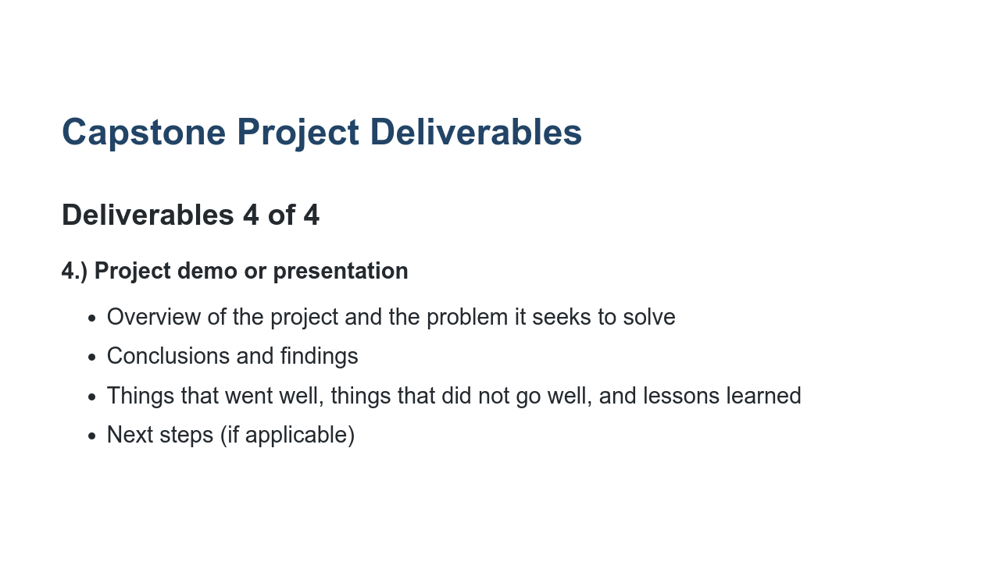 Capstone Project Deliverables
Deliverables 4 of 4
4.) Project demo or presentation
• Overview of the project and the problem it seeks to solve
• Conclusions and findings
• Things that went well, things that did not go well, and lessons learned
• Next steps (if applicable)